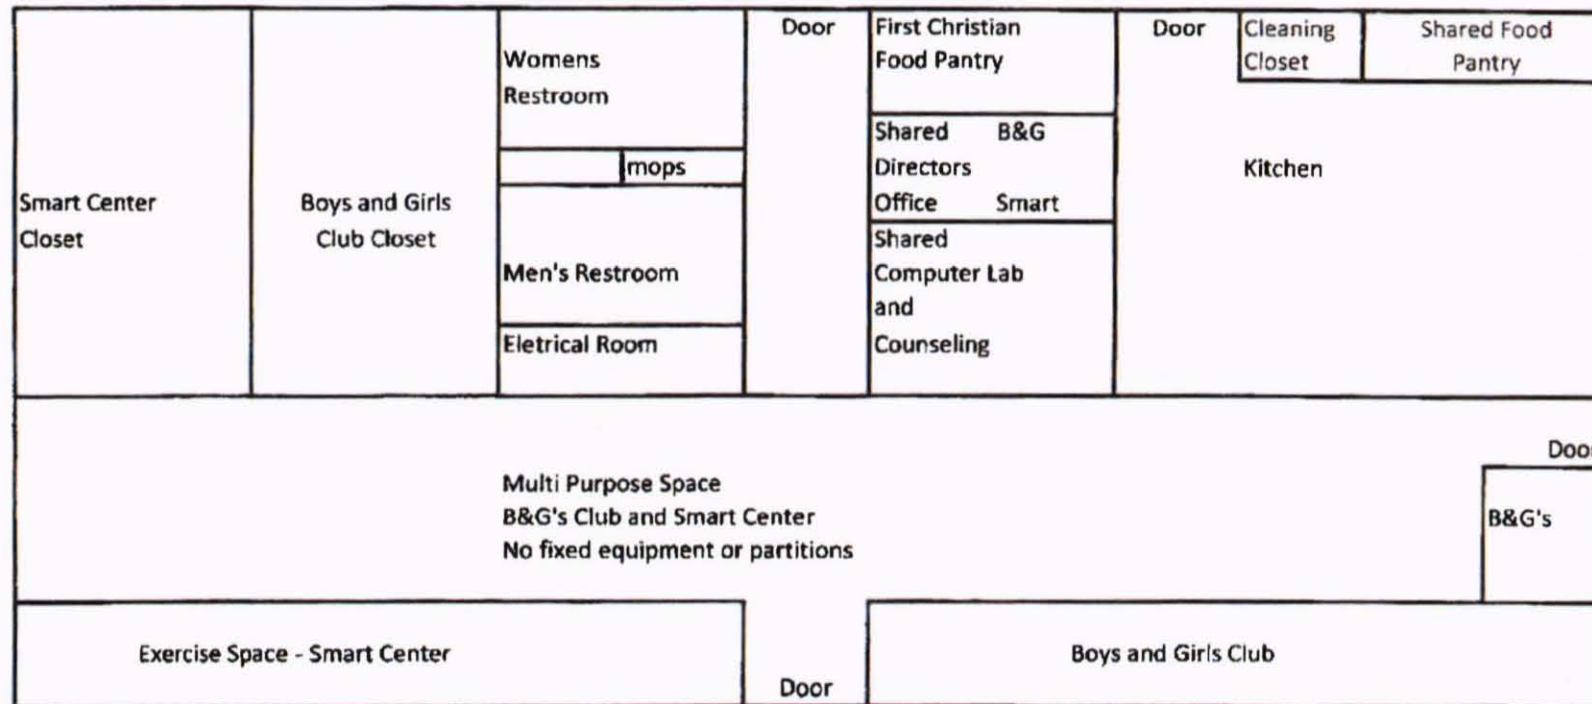 Smart Center
Closet
Boys and Girls
Club Closet
Womens
Restroom
mops
Men's Restroom
Eletrical Room
Door
First Christian
Food Pantry
Shared B&G
Directors
Office Smart
Shared
Computer Lab
and
Counseling
Door
Cleaning
Closet
Shared Food
Pantry
Kitchen
Multi Purpose Space
B&G's Club and Smart Center
No fixed equipment or partitions
Door
B&G's
Exercise Space - Smart Center
Door
Boys and Girls Club